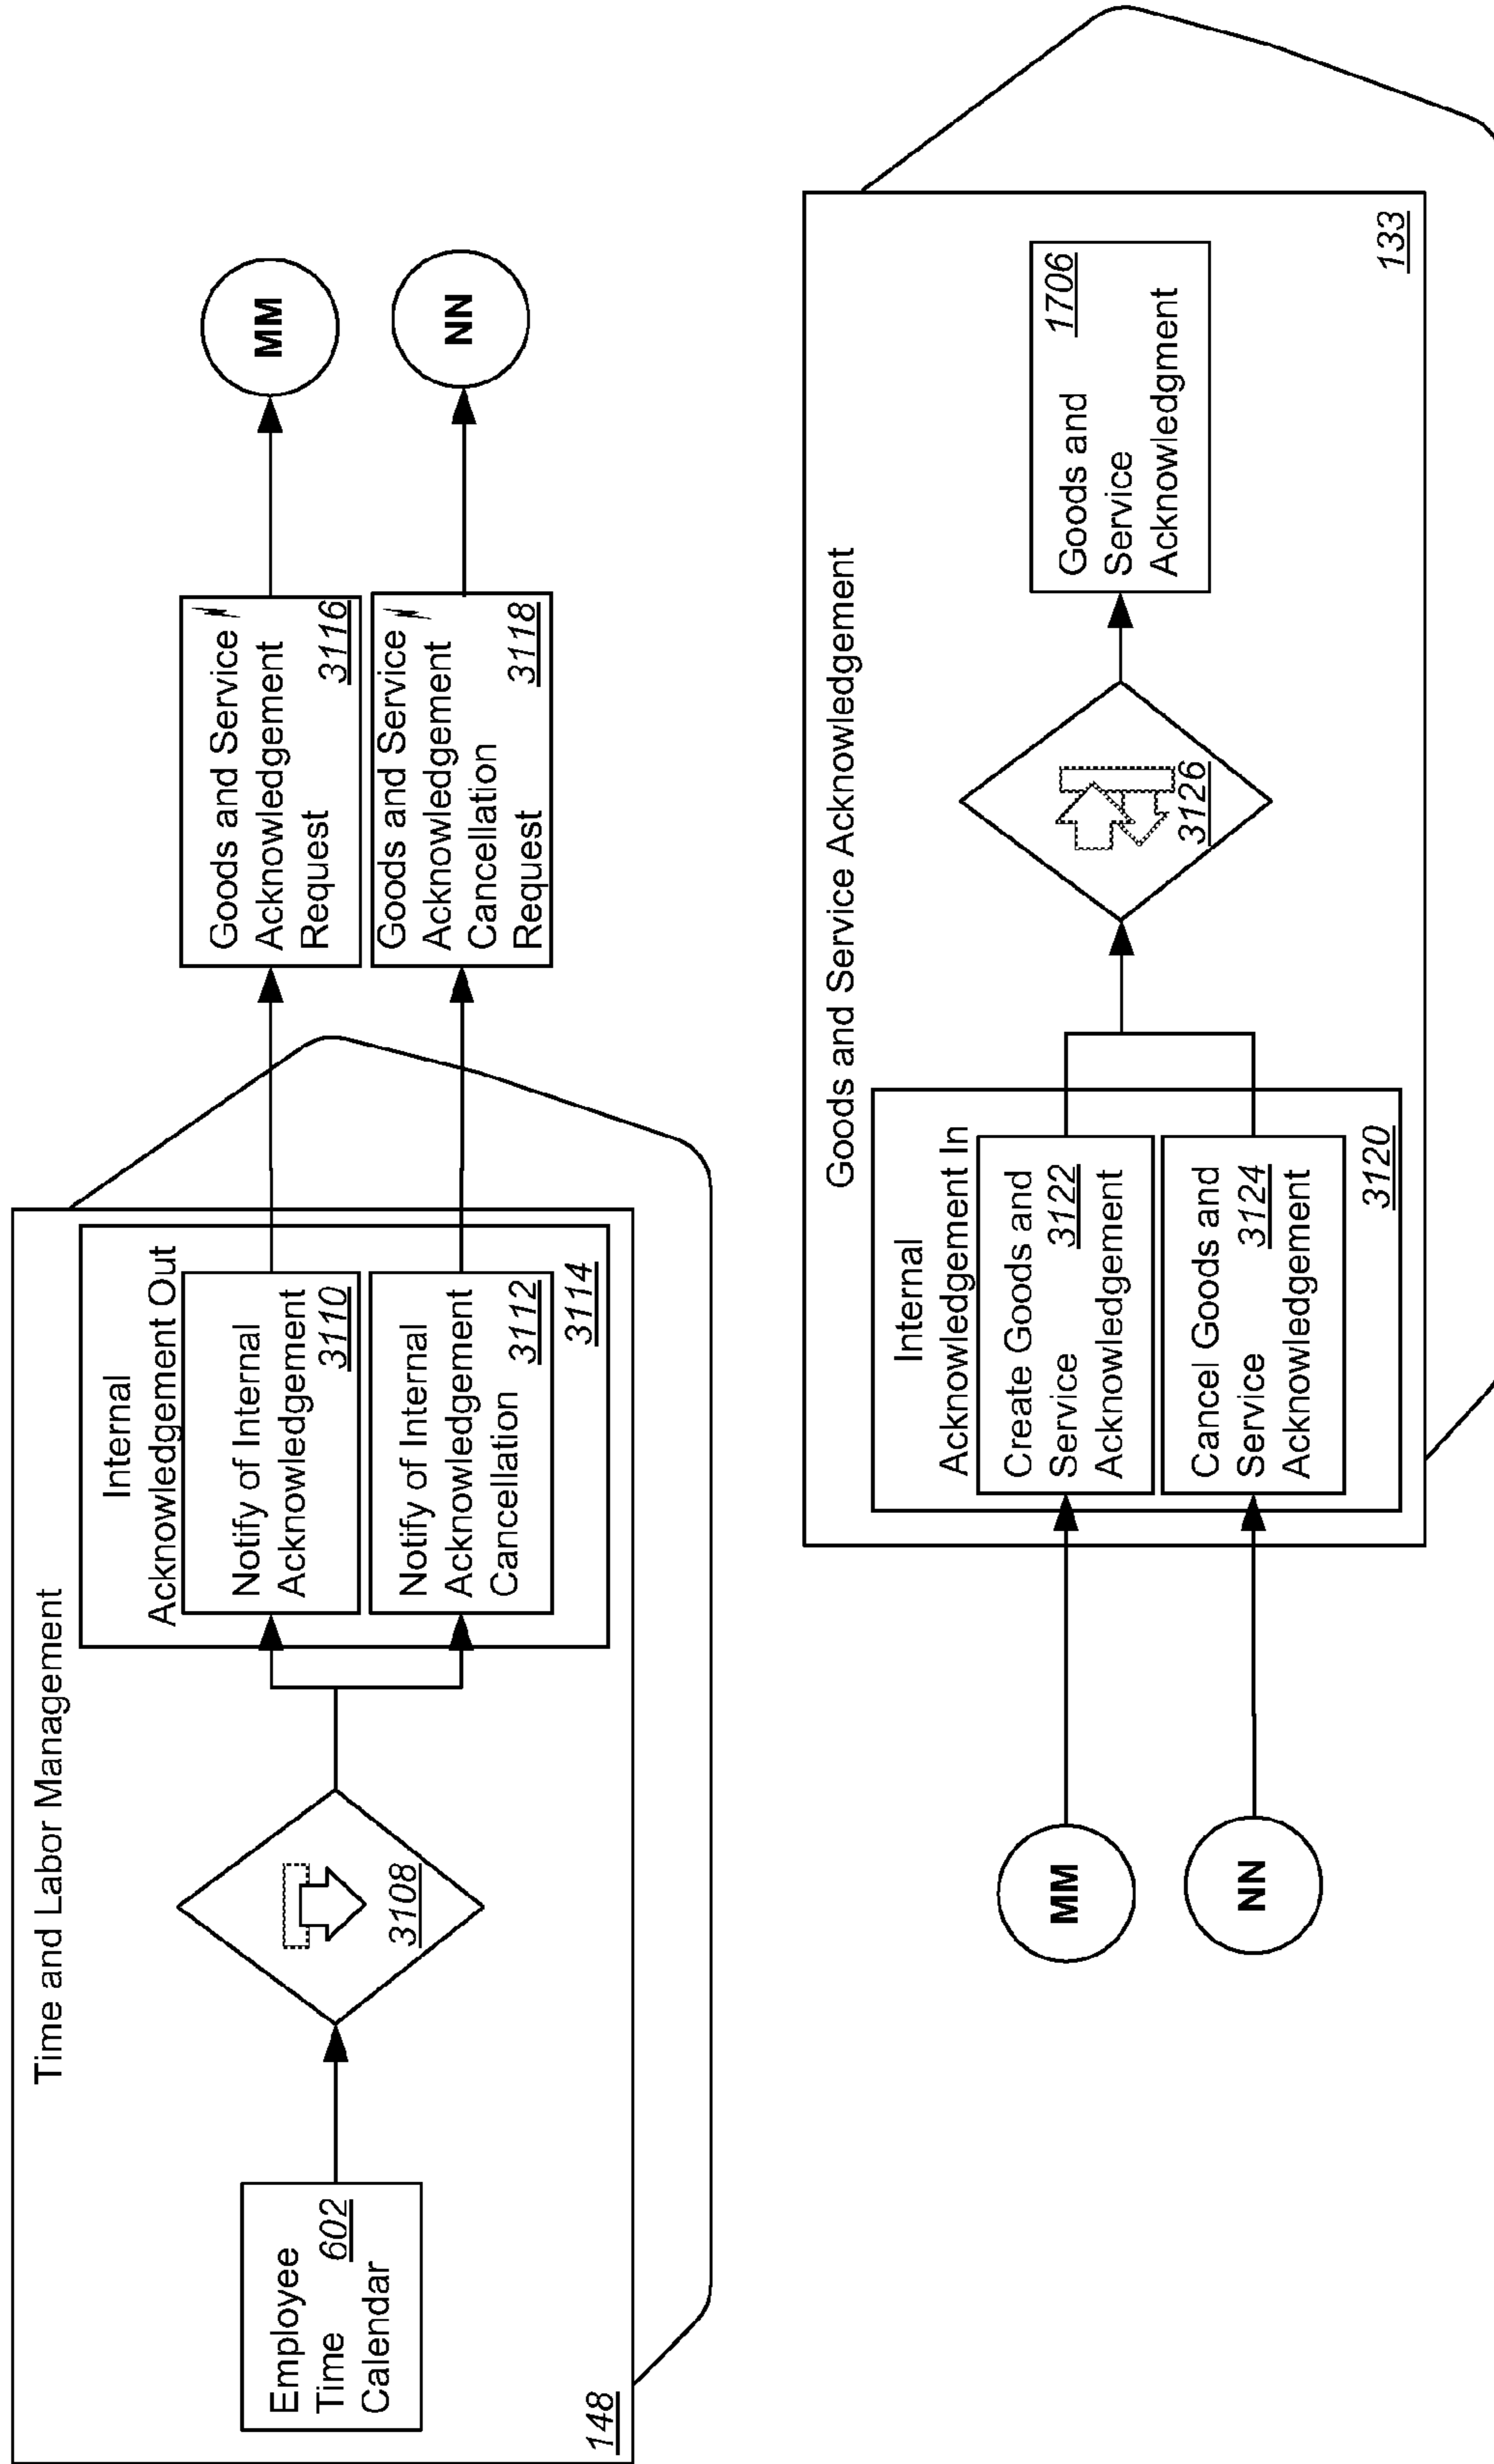 Time and Labor Management
Employee
Time 602
Calendar
3108
Internal
Acknowledgement Out
Notify of Internal
Acknowledgement
3110
Notify of Internal
Acknowledgement
Cancellation 3112
3114
148
Goods and Service
Acknowledgement
Request 3116
Goods and Service
Acknowledgement
Cancellation
Request 3118
MM
NN
MM
NN
Goods and Service Acknowledgement
Internal
Acknowledgement In
Create Goods and
Service 3122
Acknowledgement
Cancel Goods and
Service 3124
Acknowledgement
3120
3126
Goods and 1706
Service
Acknowledgment
133